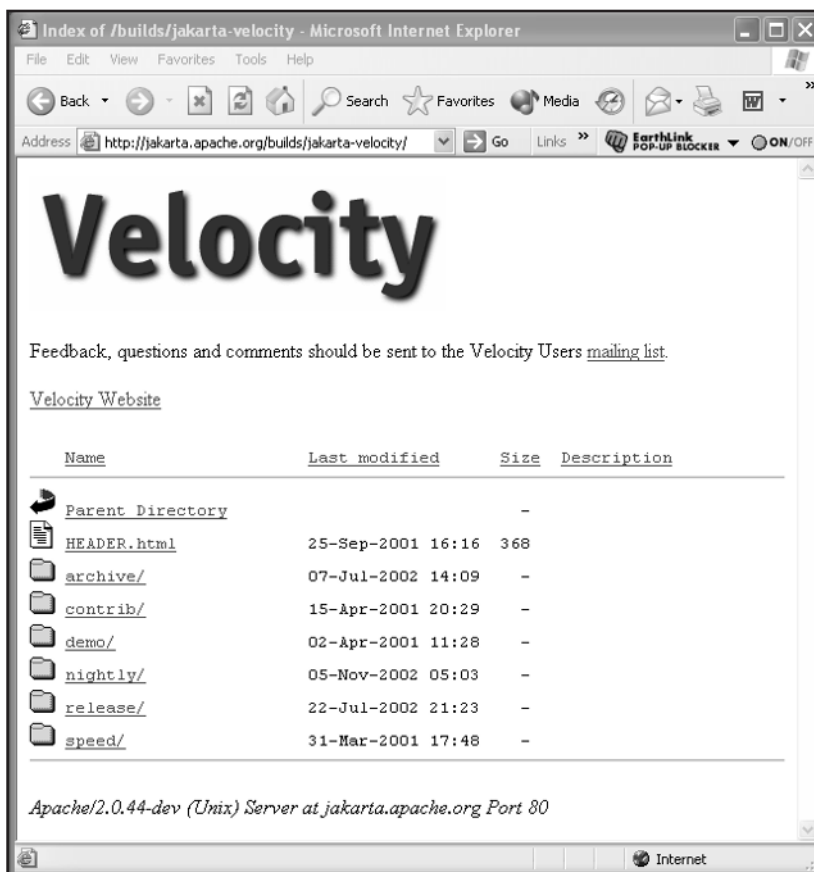 Index of /builds/jakarta-velocity - Microsoft Internet Explorer
File Edit View Favorites Tools Help
Back Search Favorites Media W »
Address http://jakarta.apache.org/builds/jakarta-velocity/ Go Links » EarthLink POP-UP BLOCKER ON/OFF
Velocity
Feedback, questions and comments should be sent to the Velocity Users mailing list.
Velocity Website
Name Last modified Size Description
Parent Directory -
HEADER.html 25-Sep-2001 16:16 368
archive/ 07-Jul-2002 14:09 -
contrib/ 15-Apr-2001 20:29 -
demo/ 02-Apr-2001 11:28 -
nightly/ 05-Nov-2002 05:03 -
release/ 22-Jul-2002 21:23 -
speed/ 31-Mar-2001 17:48 -
Apache/2.0.44-dev (Unix) Server at jakarta.apache.org Port 80
Internet